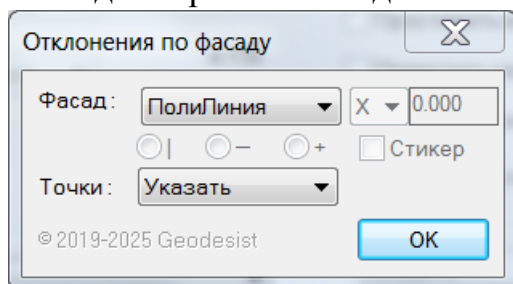 Отклонения по фасаду
Фасад: ПолиЛиния X 0.000
| — + Стикер
Точки: Указать
© 2019-2025 Geodesist OK